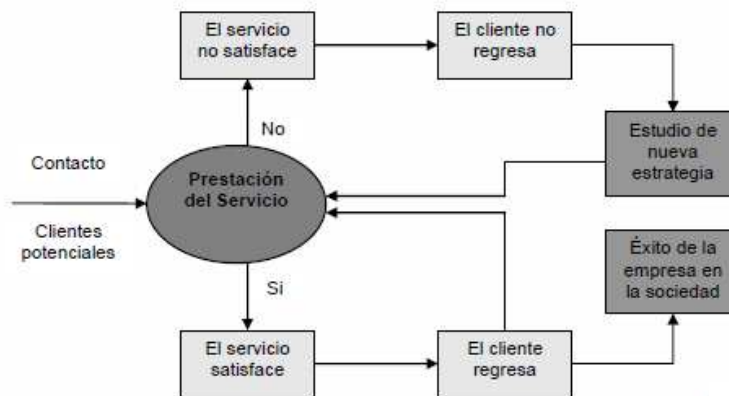 El servicio
no satisface
El cliente no
regresa
No
Estudio de
nueva
estrategia
Contacto
Prestación
del Servicio
Clientes
potenciales
Éxito de la
empresa en
la sociedad
Si
El servicio
satisface
El cliente
regresa